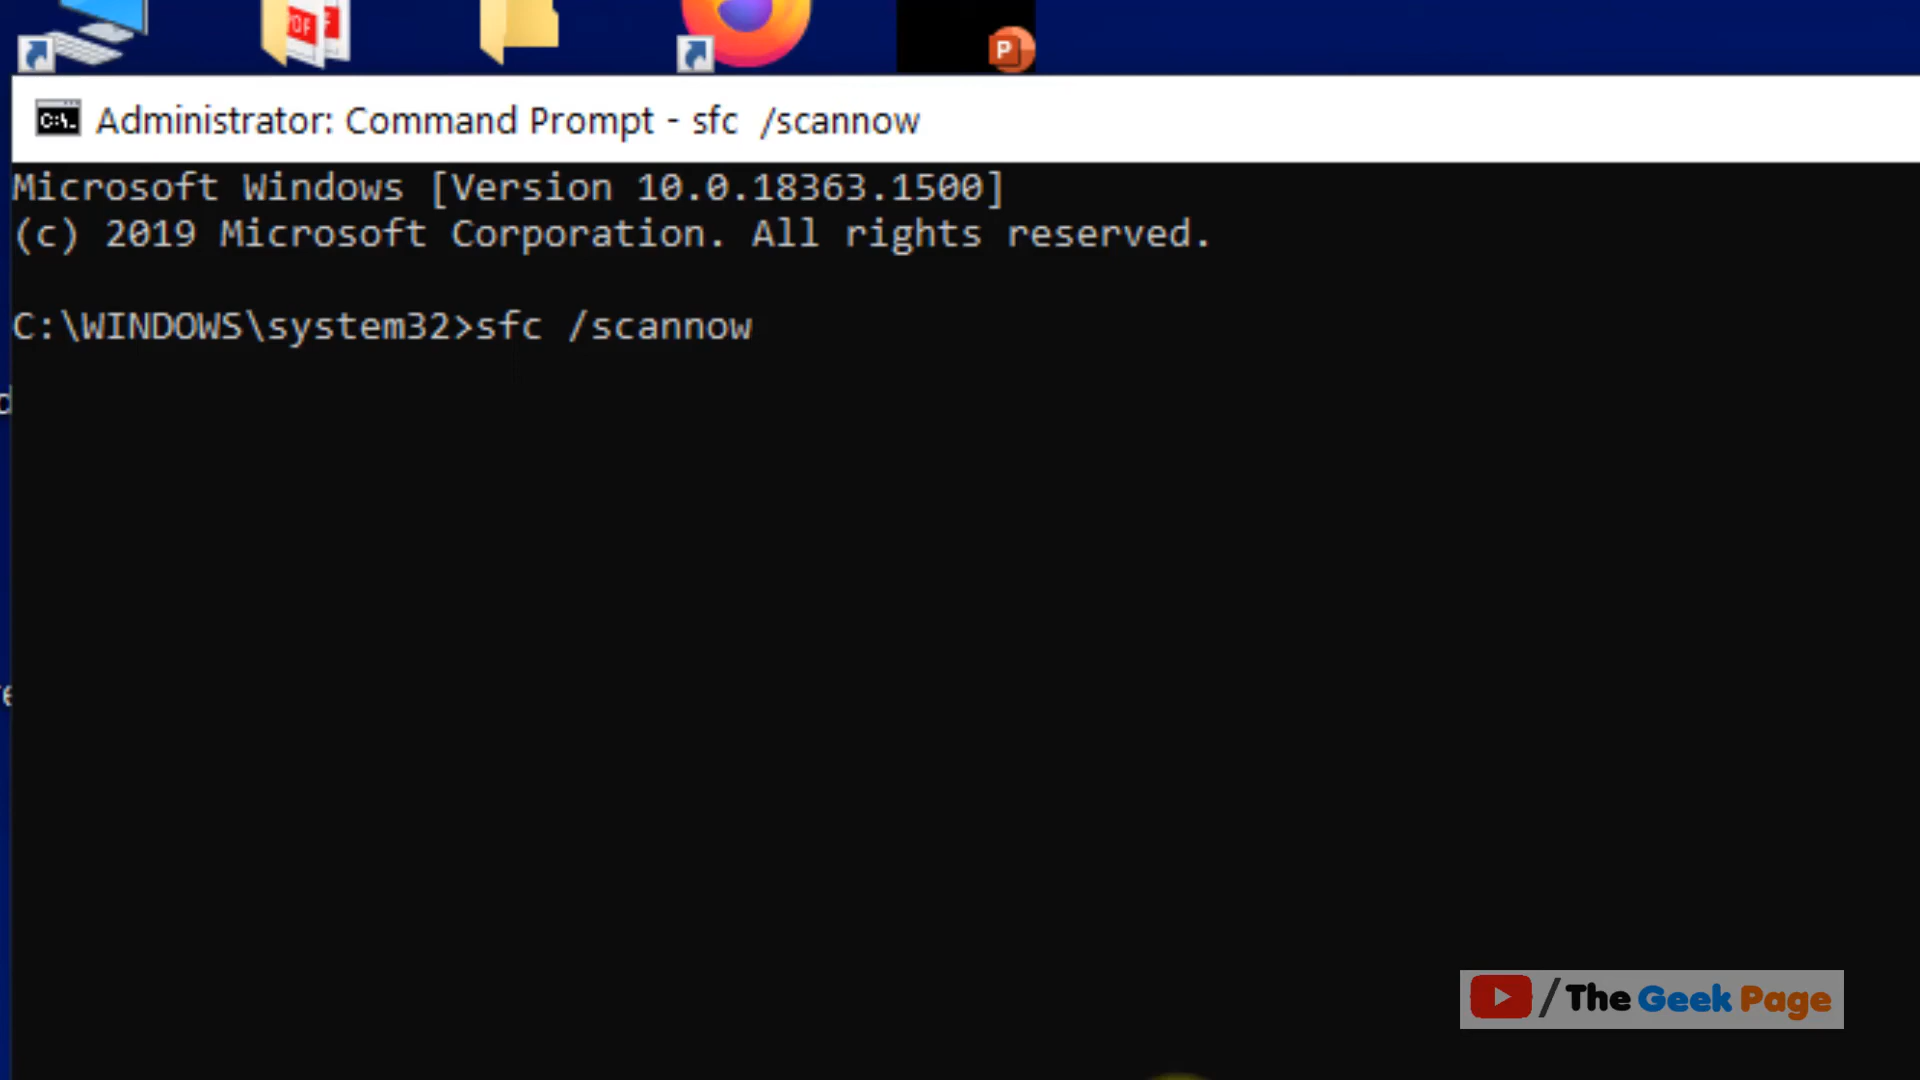 PDF
P
C:\.
Administrator: Command Prompt - sfc  /scannow
Microsoft Windows [Version 10.0.18363.1500]
(c) 2019 Microsoft Corporation. All rights reserved.
C:\WINDOWS\system32>sfc /scannow
/The Geek Page